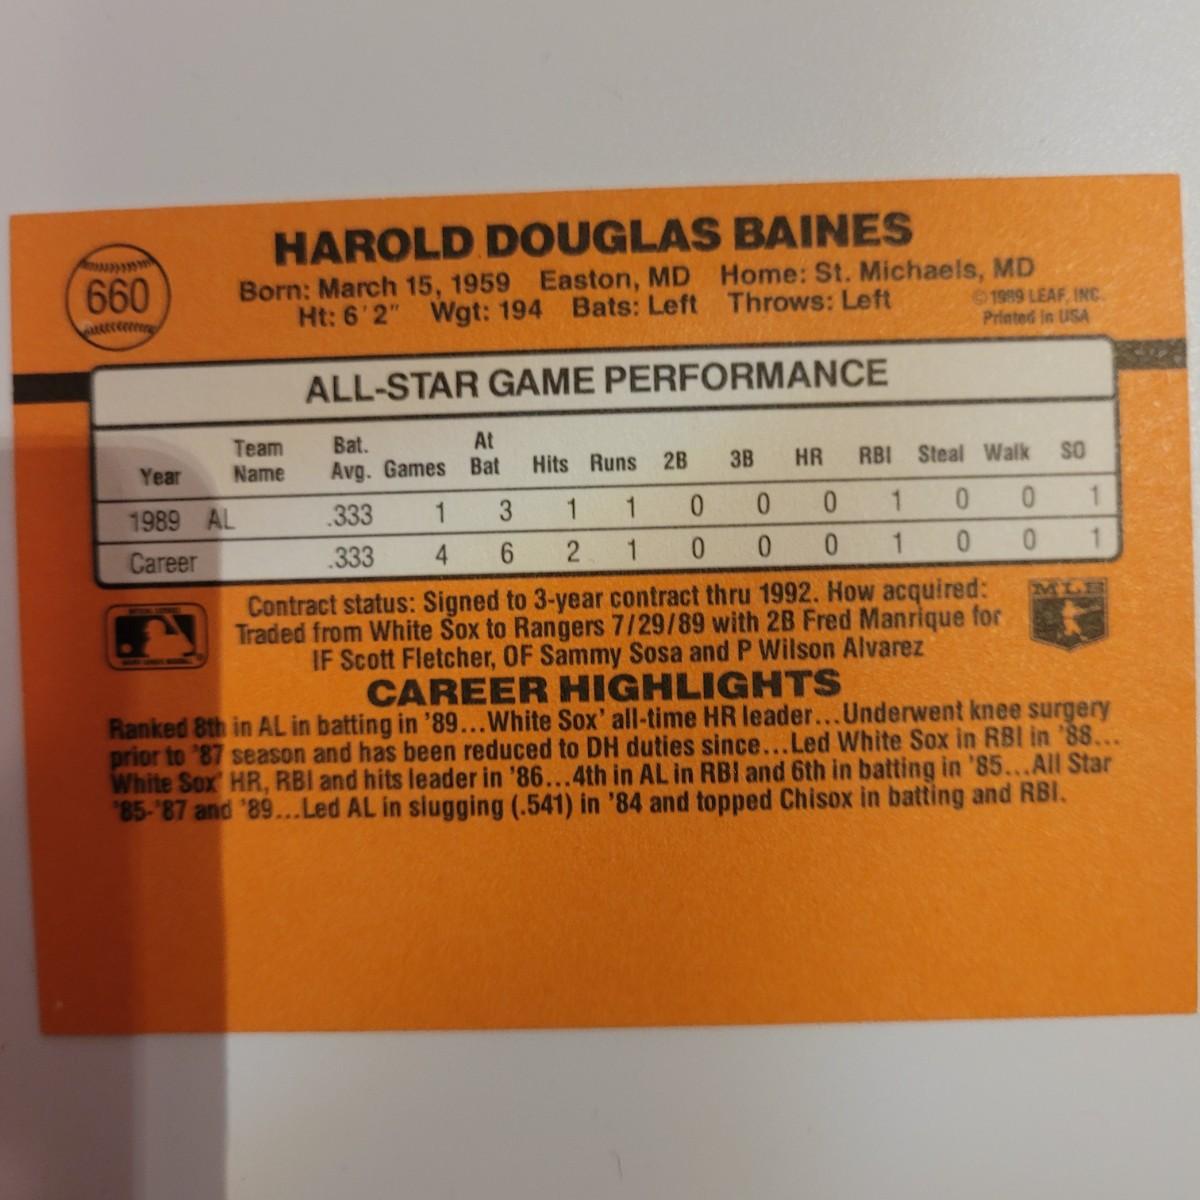 660
HAROLD DOUGLAS BAINES
Born: March 15, 1959 Easton, MD Home: St. Michaels, MD
Ht: 6'2" Wgt: 194 Bats: Left Throws: Left
©1989 LEAF, INC.
Printed in USA
ALL-STAR GAME PERFORMANCE
Year Team Name Bat. Avg. Games At Bat Hits Runs 2B 3B HR RBI Steal Walk SO
1989 AL .333 1 3 1 1 0 0 0 1 0 0 1
Career .333 4 6 2 1 0 0 0 1 0 0 1
Contract status: Signed to 3-year contract thru 1992. How acquired:
Traded from White Sox to Rangers 7/29/89 with 2B Fred Manrique for
IF Scott Fletcher, OF Sammy Sosa and P Wilson Alvarez
MLB
CAREER HIGHLIGHTS
Ranked 8th in AL in batting in '89...White Sox' all-time HR leader...Underwent knee surgery
prior to '87 season and has been reduced to DH duties since...Led White Sox in RBI in '88...
White Sox' HR, RBI and hits leader in '86...4th in AL in RBI and 6th in batting in '85...All Star
'85-'87 and '89...Led AL in slugging (.541) in '84 and topped Chisox in batting and RBI.